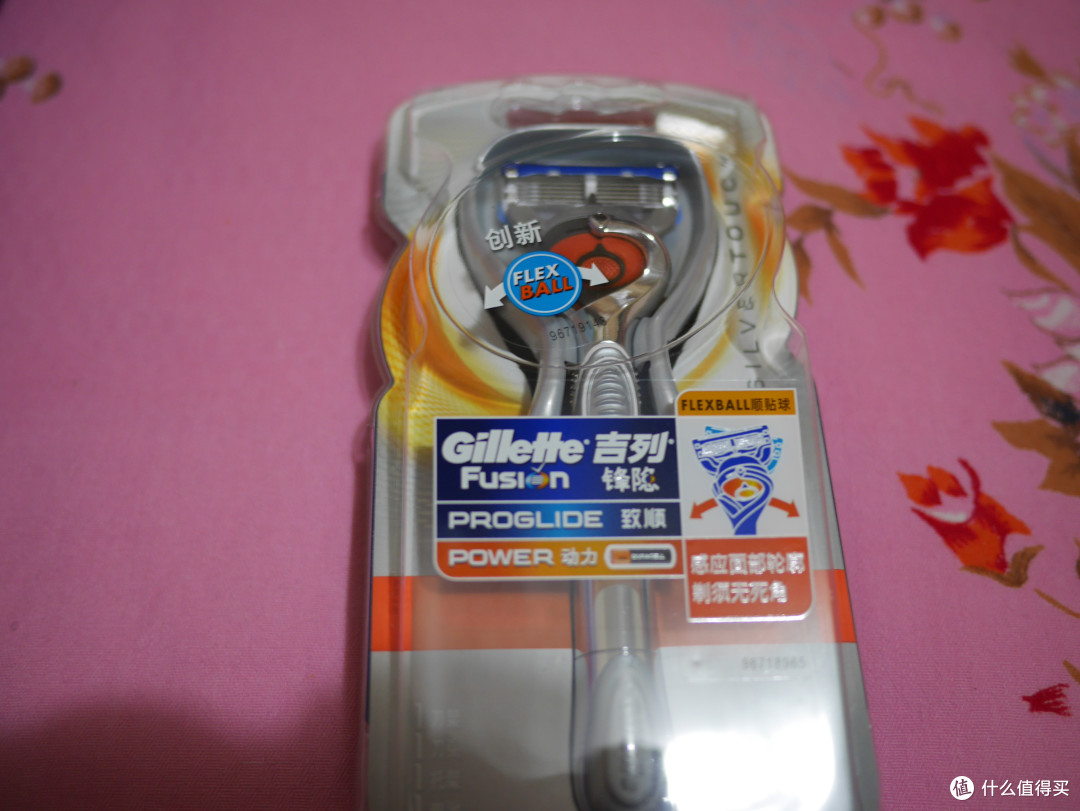 SILVERTOUCH
创新
FLEX
BALL
FLEXBALL顺贴球
Gillette 吉列
Fusion 锋隐
PROGLIDE 致顺
POWER 动力
感应面部轮廓
剃须无死角
96718965
值 什么值得买